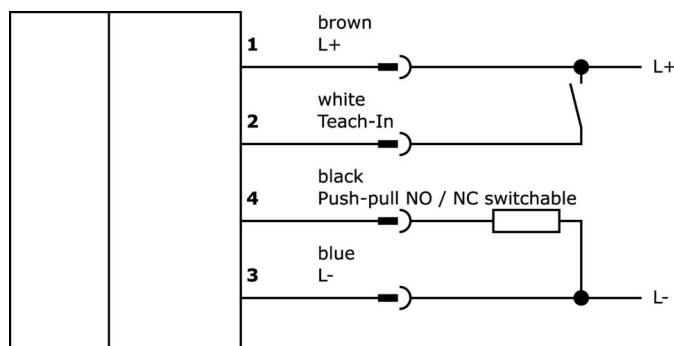 brown
1 L+
L+
white
2 Teach-In
black
4 Push-pull NO / NC switchable
blue
3 L-
L-